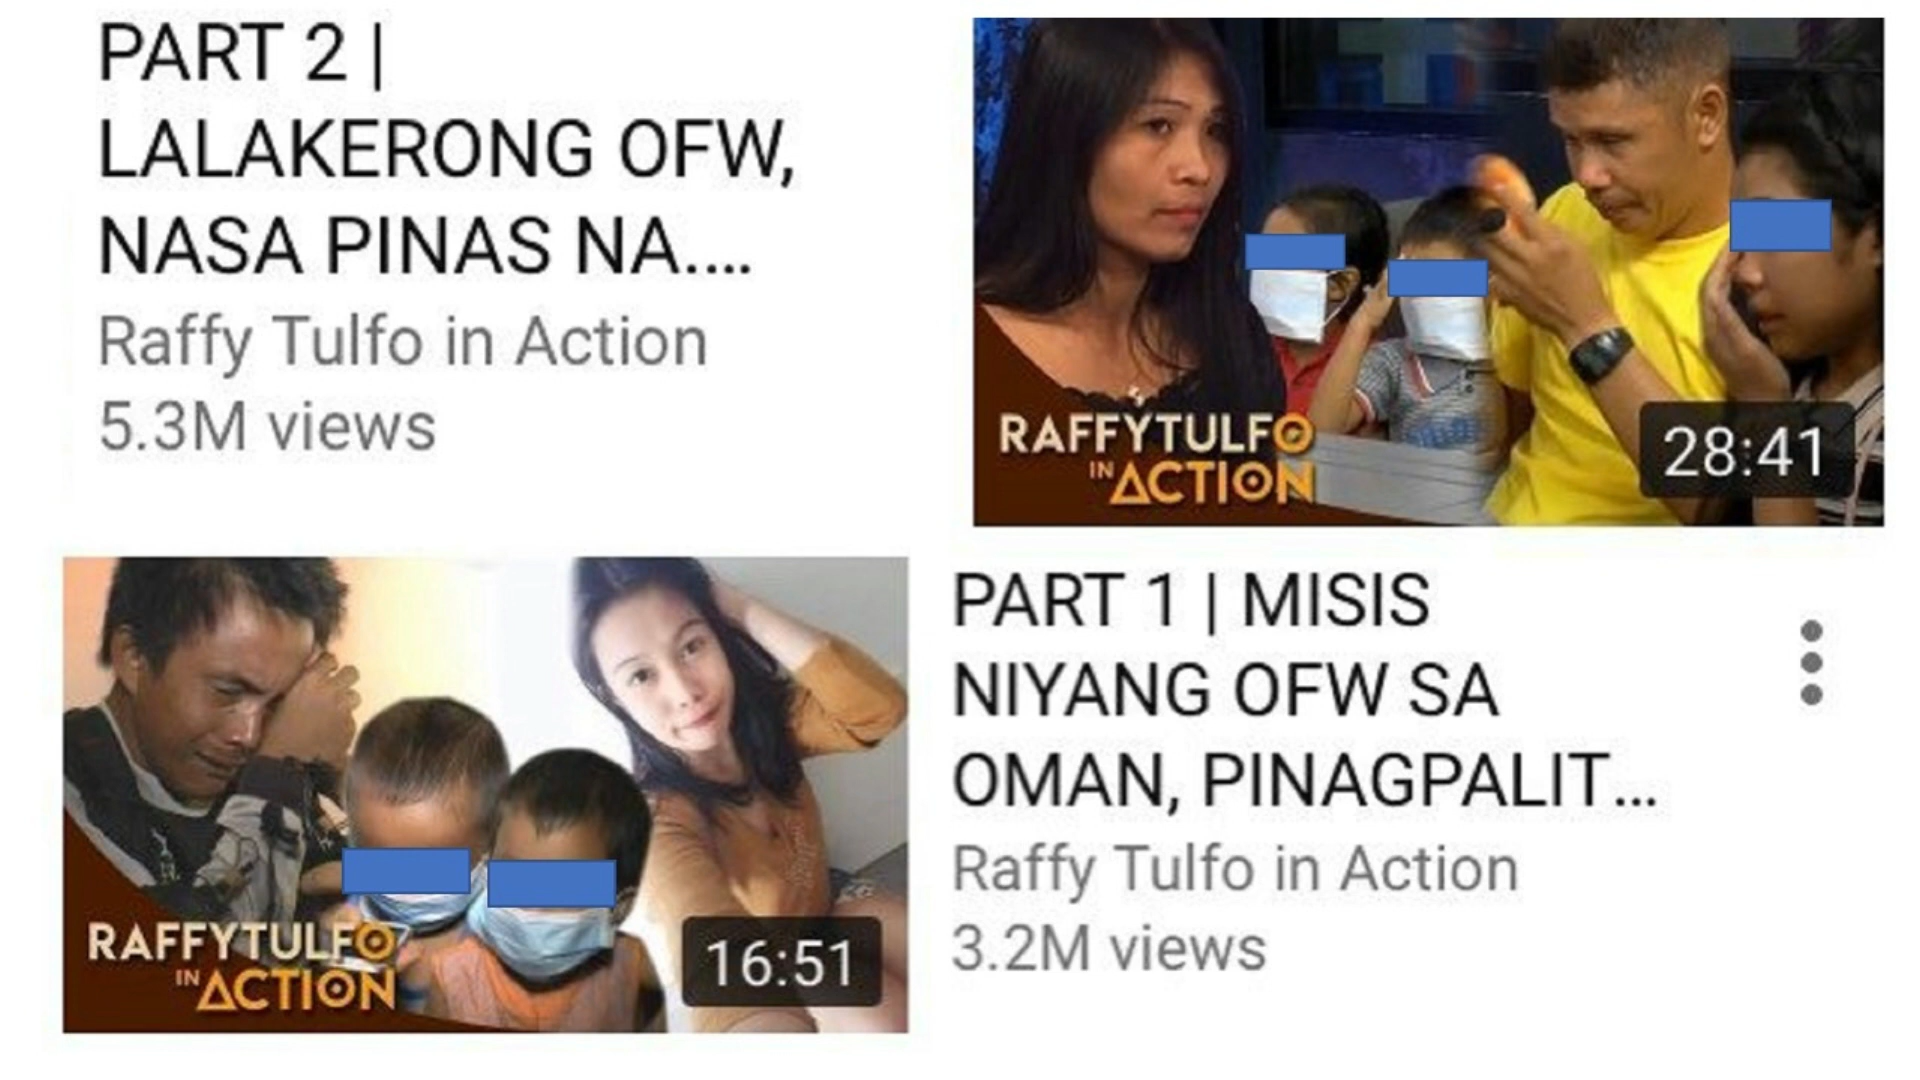 PART 2 |
LALAKERONG OFW,
NASA PINAS NA....
Raffy Tulfo in Action
5.3M views
RAFFYTULFO
IN ACTION
28:41
RAFFYTULFO
IN ACTION
16:51
PART 1 | MISIS
NIYANG OFW SA
OMAN, PINAGPALIT...
Raffy Tulfo in Action
3.2M views